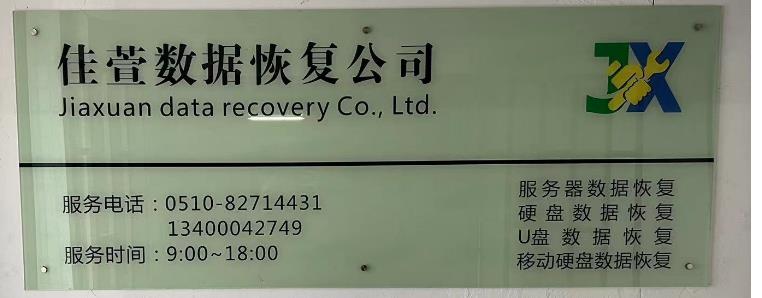 佳萱数据恢复公司
Jiaxuan data recovery Co., Ltd.
JX
服务电话：0510-82714431
13400042749
服务时间：9:00~18:00
服务器数据恢复
硬盘数据恢复
U盘数据恢复
移动硬盘数据恢复